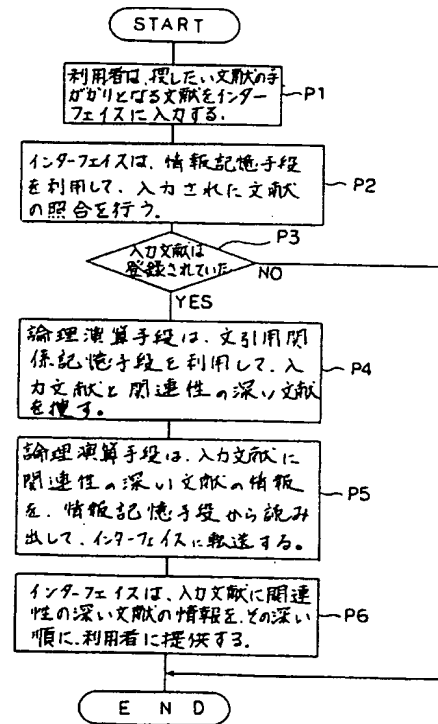 START
利用者は、探したい文献の手
がかりとなる文献をインター
フェイスに入力する。
P1
インターフェイスは、情報記憶手段
を利用して、入力された文献
の照合を行う。
P2
P3
入力文献は
登録されていた
NO
YES
論理演算手段は、文引用関
係記憶手段を利用して、入
力文献と関連性の深い文献
を捜す。
P4
論理演算手段は、入力文献に
関連性の深い文献の情報
を、情報記憶手段から読み
出して、インターフェイスに転送する。
P5
インターフェイスは、入力文献に関連
性の深い文献の情報を、その深い
順に、利用者に提供する。
P6
END